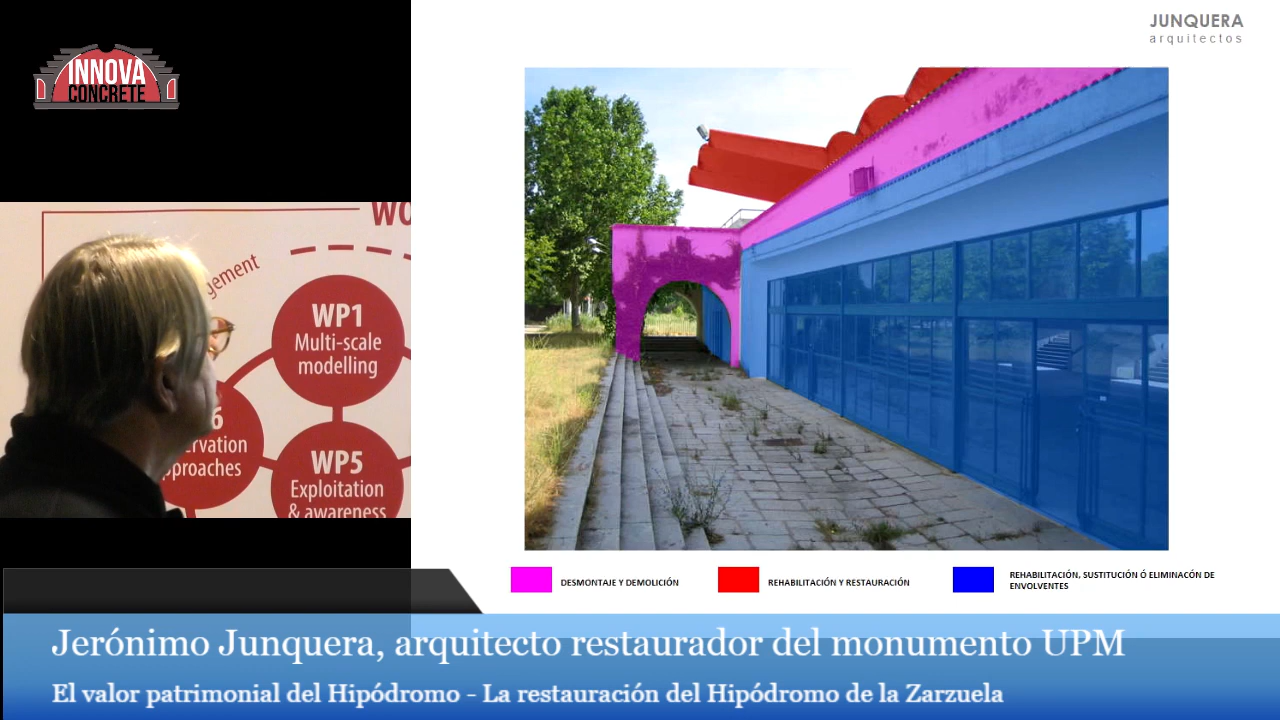 INNOVA
CONCRETE
JUNQUERA
arquitectos
WP1
Multi-scale
modelling
6
WP5
Exploitation
& awareness
DESMONTAJE Y DEMOLICIÓN
REHABILITACIÓN Y RESTAURACIÓN
REHABILITACIÓN, SUSTITUCIÓN Ó ELIMINACÓN DE
ENVOLVENTES
Jerónimo Junquera, arquitecto restaurador del monumento UPM
El valor patrimonial del Hipódromo - La restauración del Hipódromo de la Zarzuela